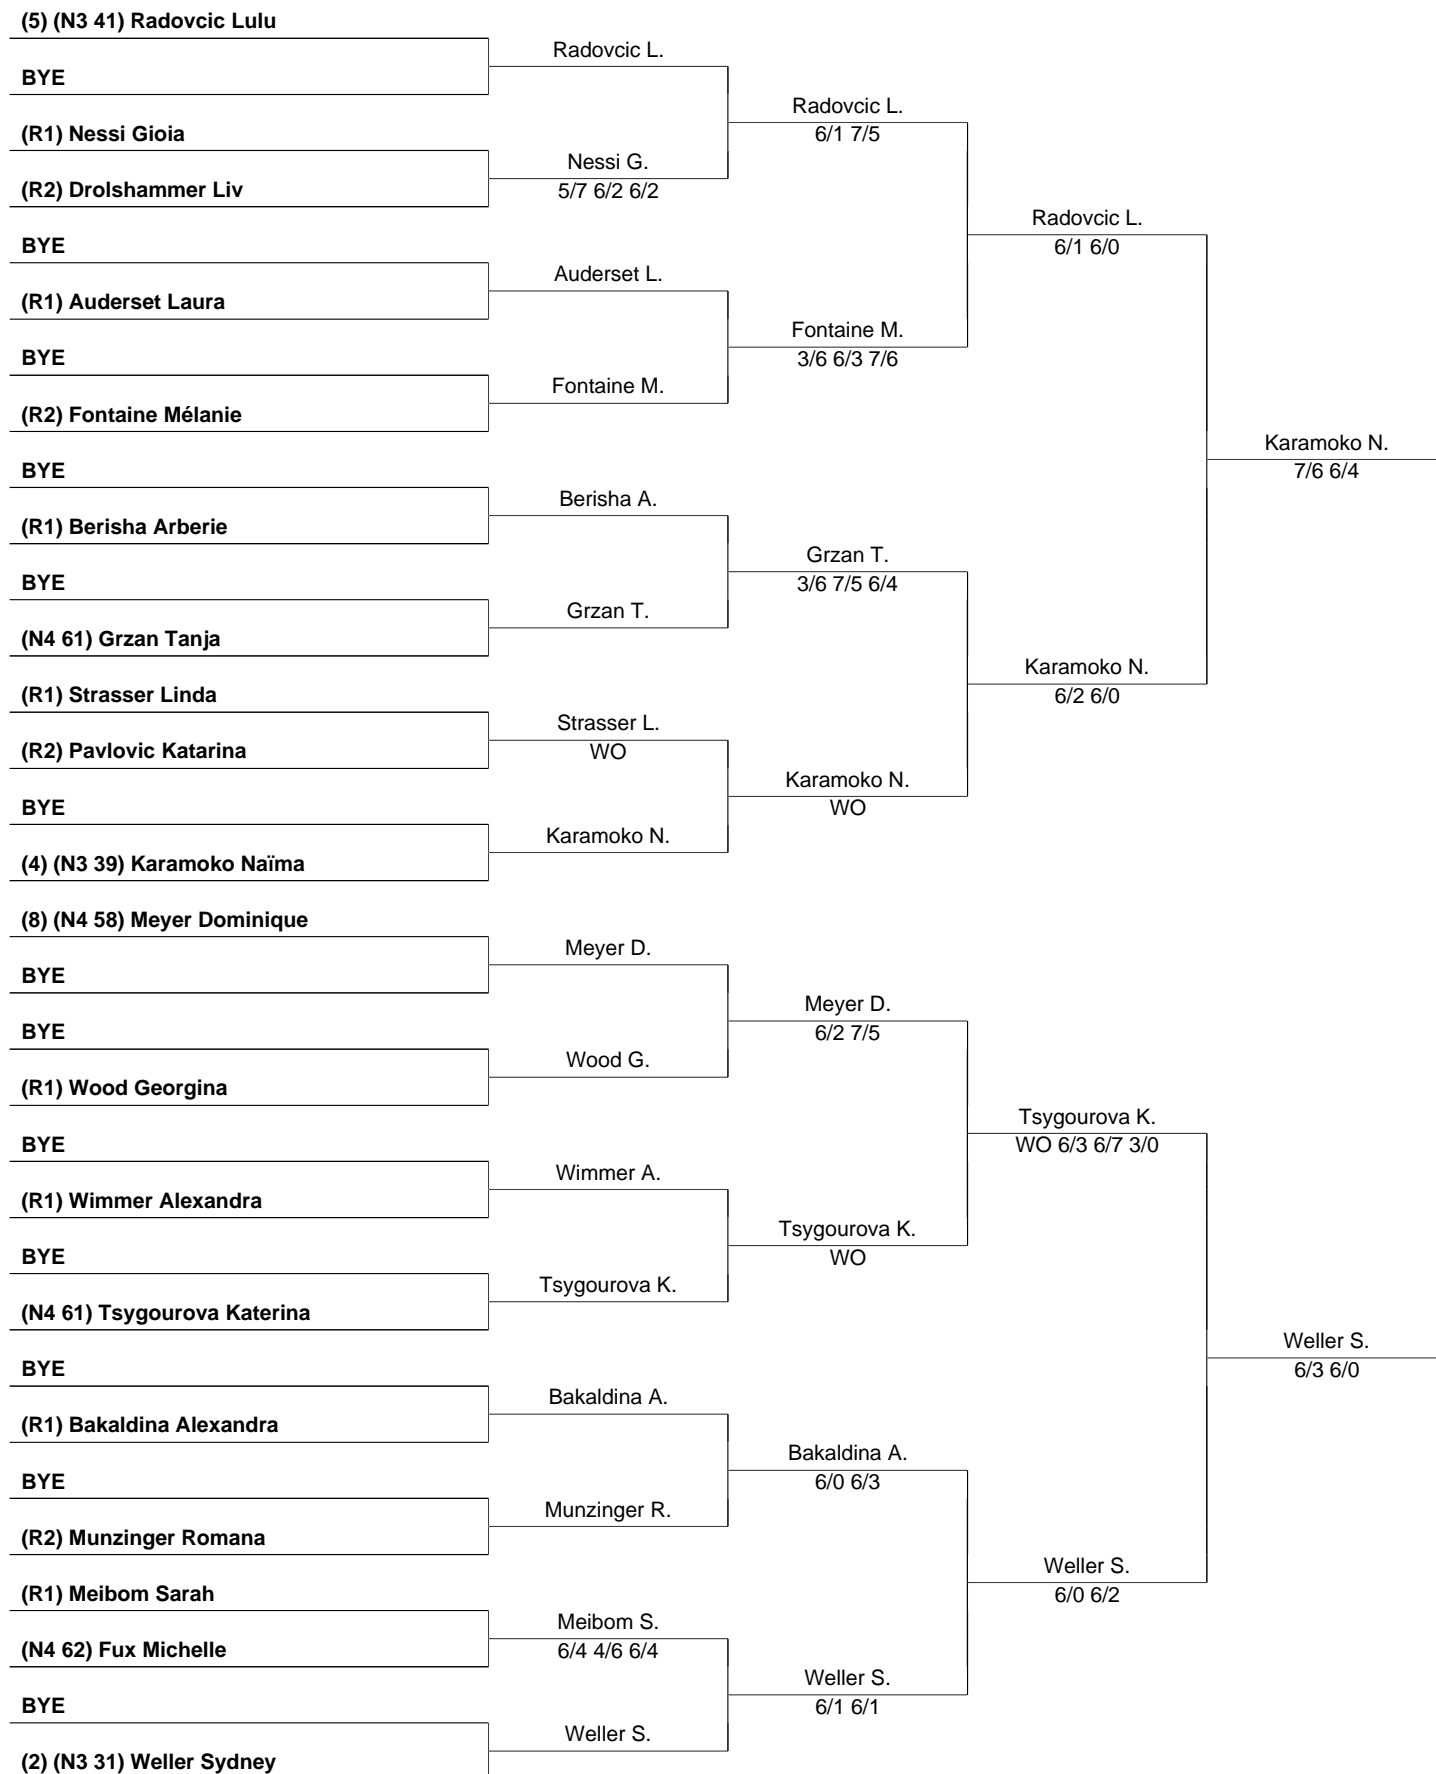 (5) (N3 41) Radovcic Lulu
BYE
(R1) Nessi Gioia
(R2) Drolshammer Liv
BYE
(R1) Auderset Laura
BYE
(R2) Fontaine Mélanie
BYE
(R1) Berisha Arberie
BYE
(N4 61) Grzan Tanja
(R1) Strasser Linda
(R2) Pavlovic Katarina
BYE
(4) (N3 39) Karamoko Naïma
(8) (N4 58) Meyer Dominique
BYE
BYE
(R1) Wood Georgina
BYE
(R1) Wimmer Alexandra
BYE
(N4 61) Tsygourova Katerina
BYE
(R1) Bakaldina Alexandra
BYE
(R2) Munzinger Romana
(R1) Meibom Sarah
(N4 62) Fux Michelle
BYE
(2) (N3 31) Weller Sydney
Radovcic L.
Nessi G.
5/7 6/2 6/2
Auderset L.
Fontaine M.
Berisha A.
Grzan T.
Strasser L.
WO
Karamoko N.
Meyer D.
Wood G.
Wimmer A.
Tsygourova K.
Bakaldina A.
Munzinger R.
Meibom S.
6/4 4/6 6/4
Weller S.
Radovcic L.
6/1 7/5
Fontaine M.
3/6 6/3 7/6
Grzan T.
3/6 7/5 6/4
Karamoko N.
WO
Meyer D.
6/2 7/5
Tsygourova K.
WO
Bakaldina A.
6/0 6/3
Weller S.
6/1 6/1
Radovcic L.
6/1 6/0
Karamoko N.
6/2 6/0
Tsygourova K.
WO 6/3 6/7 3/0
Weller S.
6/0 6/2
Karamoko N.
7/6 6/4
Weller S.
6/3 6/0